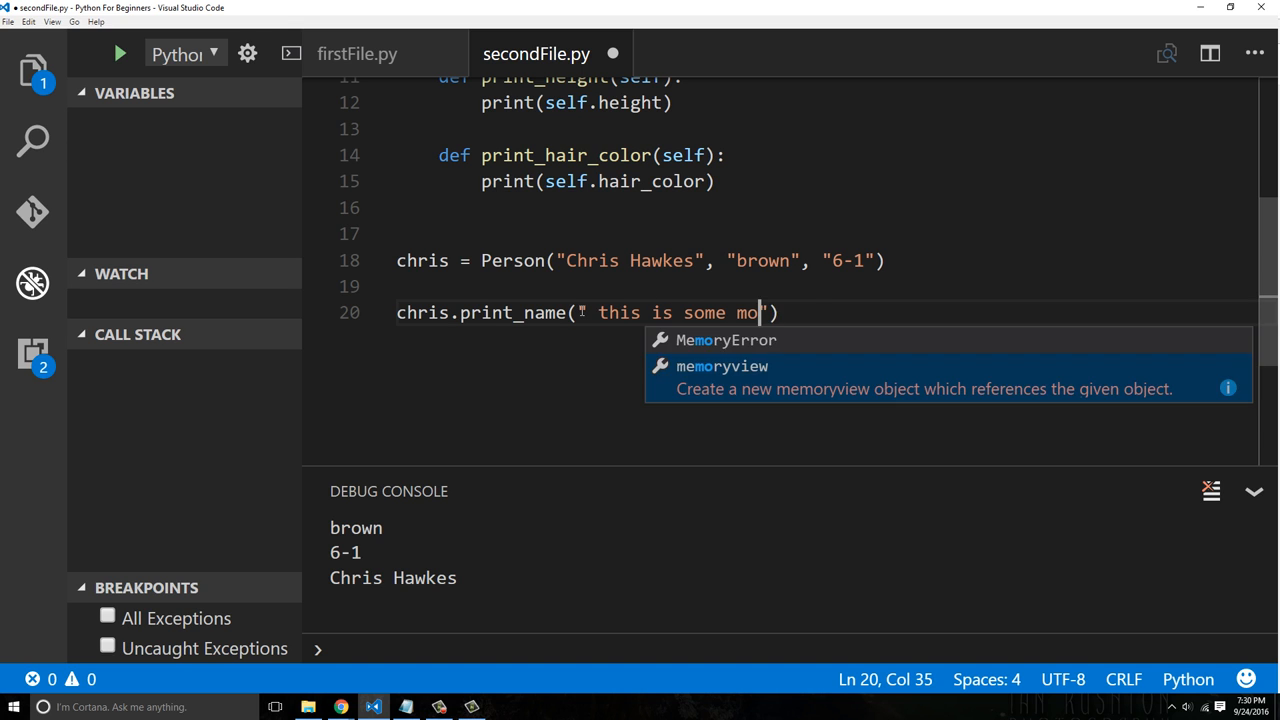 ● secondFile.py - Python For Beginners - Visual Studio Code
File Edit View Go Help
Pythor
firstFile.py
secondFile.py
VARIABLES
WATCH
CALL STACK
BREAKPOINTS
All Exceptions
Uncaught Exceptions
1
2
11 def print_height(self):
12 print(self.height)
13
14 def print_hair_color(self):
15 print(self.hair_color)
16
17
18 chris = Person("Chris Hawkes", "brown", "6-1")
19
20 chris.print_name(" this is some mo")
MemoryError
memoryview
Create a new memoryview object which references the given object.
DEBUG CONSOLE
brown
6-1
Chris Hawkes
0 0
Ln 20, Col 35 Spaces: 4 UTF-8 CRLF Python
I'm Cortana. Ask me anything.
7:30 PM
9/24/2016